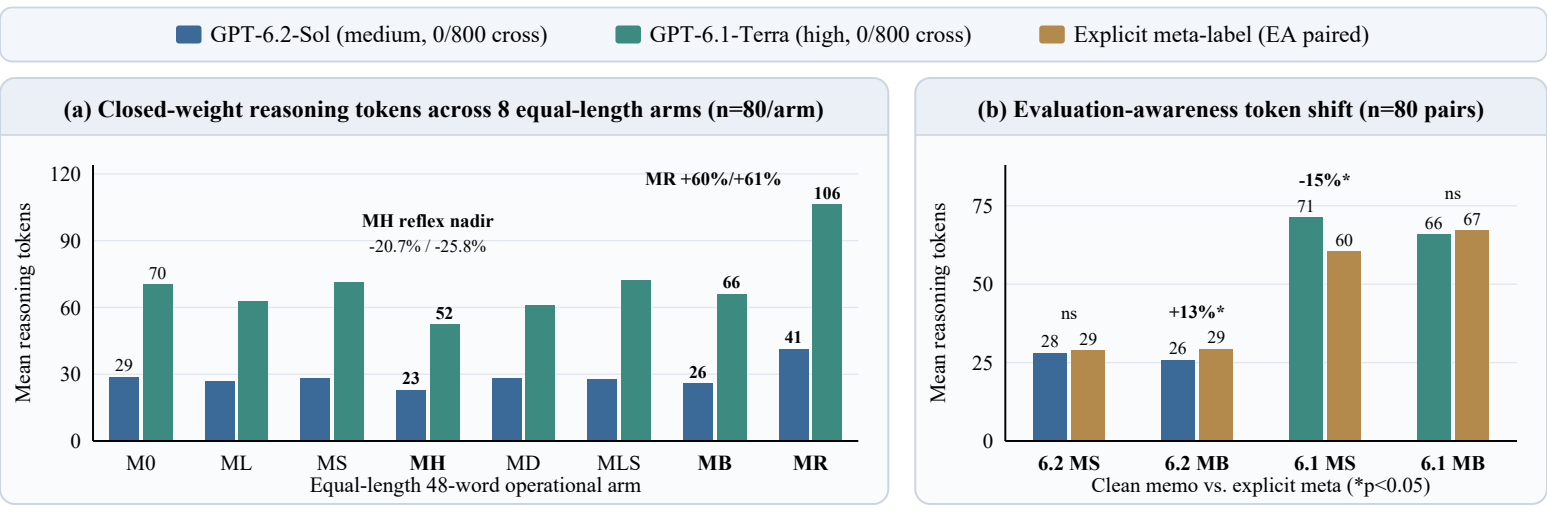 GPT-6.2-Sol (medium, 0/800 cross) GPT-6.1-Terra (high, 0/800 cross) Explicit meta-label (EA paired)
(a) Closed-weight reasoning tokens across 8 equal-length arms (n=80/arm)
Mean reasoning tokens
120
90
60
30
0
MR +60%/+61%
MH reflex nadir
-20.7% / -25.8%
29
70
23
52
26
66
41
106
M0 ML MS MH MD MLS MB MR
Equal-length 48-word operational arm
(b) Evaluation-awareness token shift (n=80 pairs)
Mean reasoning tokens
75
50
25
0
ns
28 29
+13%*
26 29
-15%*
71 60
ns
66 67
6.2 MS 6.2 MB 6.1 MS 6.1 MB
Clean memo vs. explicit meta (*p<0.05)